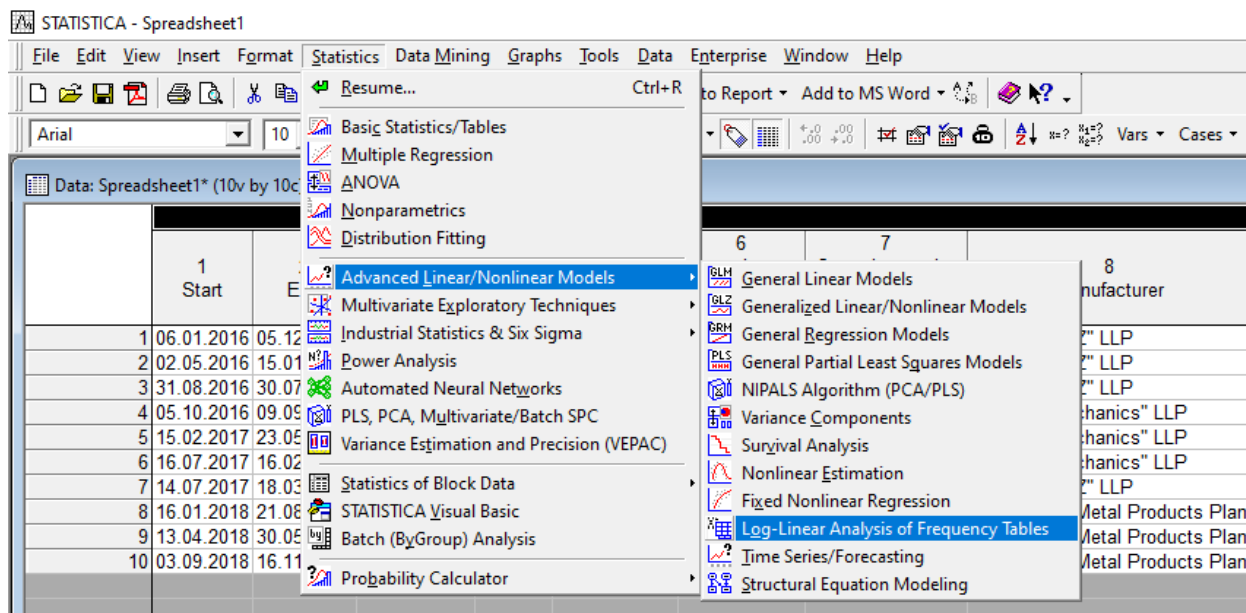 STATISTICA - Spreadsheet1
File Edit View Insert Format Statistics Data Mining Graphs Tools Data Enterprise Window Help
Resume... Ctrl+R
to Report Add to MS Word
Arial 10
Vars Cases
Basic Statistics/Tables
Multiple Regression
ANOVA
Nonparametrics
Distribution Fitting
Advanced Linear/Nonlinear Models
Multivariate Exploratory Techniques
Industrial Statistics & Six Sigma
Power Analysis
Automated Neural Networks
PLS, PCA, Multivariate/Batch SPC
Variance Estimation and Precision (VEPAC)
Statistics of Block Data
STATISTICA Visual Basic
Batch (ByGroup) Analysis
Probability Calculator
General Linear Models
Generalized Linear/Nonlinear Models
General Regression Models
General Partial Least Squares Models
NIPALS Algorithm (PCA/PLS)
Variance Components
Survival Analysis
Nonlinear Estimation
Fixed Nonlinear Regression
Log-Linear Analysis of Frequency Tables
Time Series/Forecasting
Structural Equation Modeling
Data: Spreadsheet1* (10v by 10c
1 6 7 8
Start E nufacturer
1 06.01.2016 05.12 Z" LLP
2 02.05.2016 15.01 Z" LLP
3 31.08.2016 30.07 Z" LLP
4 05.10.2016 09.09 chanics" LLP
5 15.02.2017 23.05 chanics" LLP
6 16.07.2017 16.02 chanics" LLP
7 14.07.2017 18.03 Z" LLP
8 16.01.2018 21.08 Metal Products Plan
9 13.04.2018 30.05 Metal Products Plan
10 03.09.2018 16.11 Metal Products Plan